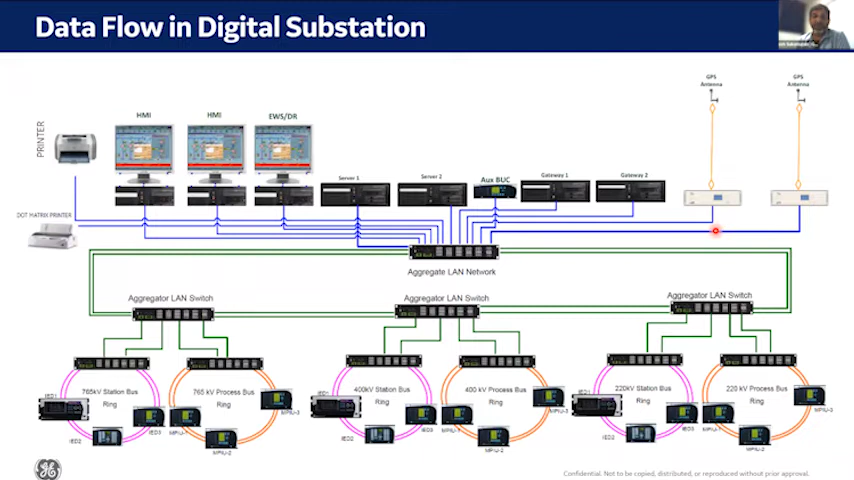 Data Flow in Digital Substation
GPS
Antenna
GPS
Antenna
PRINTER
HMI
HMI
EWS/DR
Server 1
Server 2
Aux BUC
Gateway 1
Gateway 2
DOT MATRIX PRINTER
Aggregate LAN Network
Aggregator LAN Switch
Aggregator LAN Switch
Aggregator LAN Switch
765kV Station Bus
Ring
765 kV Process Bus
Ring
400kV Station Bus
Ring
400 kV Process Bus
Ring
220kV Station Bus
Ring
220 kV Process Bus
Ring
IED1
IED2
IED3
MPIU-
MPIU-2
MPIU-3
IED1
IED2
IED3
MPIU-1
MPIU-2
MPIU-3
IED1
IED2
IED3
MPIU-1
MPIU-2
MPIU-3
Confidential. Not to be copied, distributed, or reproduced without prior approval.